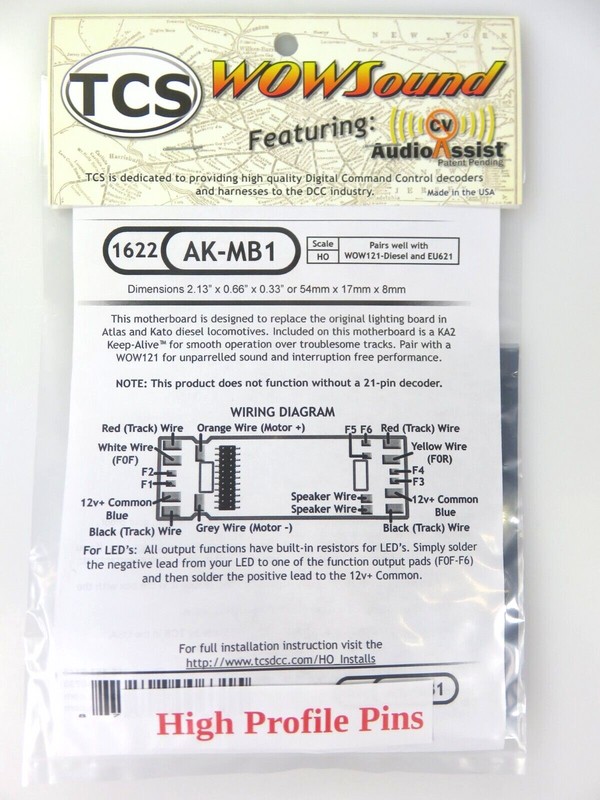 TCS WOWSound
Featuring: CV AudioAssist
Patent Pending
TCS is dedicated to providing high quality Digital Command Control decoders
and harnesses to the DCC industry.
Made in the USA
1622 AK-MB1
Scale
HO
Pairs well with
WOW121-Diesel and EU621
Dimensions 2.13" x 0.66" x 0.33" or 54mm x 17mm x 8mm
This motherboard is designed to replace the original lighting board in
Atlas and Kato diesel locomotives. Included on this motherboard is a KA2
Keep-Alive™ for smooth operation over troublesome tracks. Pair with a
WOW121 for unparrelled sound and interruption free performance.
NOTE: This product does not function without a 21-pin decoder.
WIRING DIAGRAM
Red (Track) Wire Orange Wire (Motor +) F5 F6 Red (Track) Wire
White Wire
(F0F)
Yellow Wire
(F0R)
F2
F1
F4
F3
12v+ Common
Blue
Speaker Wire
Speaker Wire
12v+ Common
Blue
Black (Track) Wire Grey Wire (Motor -) Black (Track) Wire
For LED's: All output functions have built-in resistors for LED's. Simply solder
the negative lead from your LED to one of the function output pads (F0F-F6)
and then solder the positive lead to the 12v+ Common.
For full installation instruction visit the
http://www.tcsdcc.com/HO_Installs
High Profile Pins